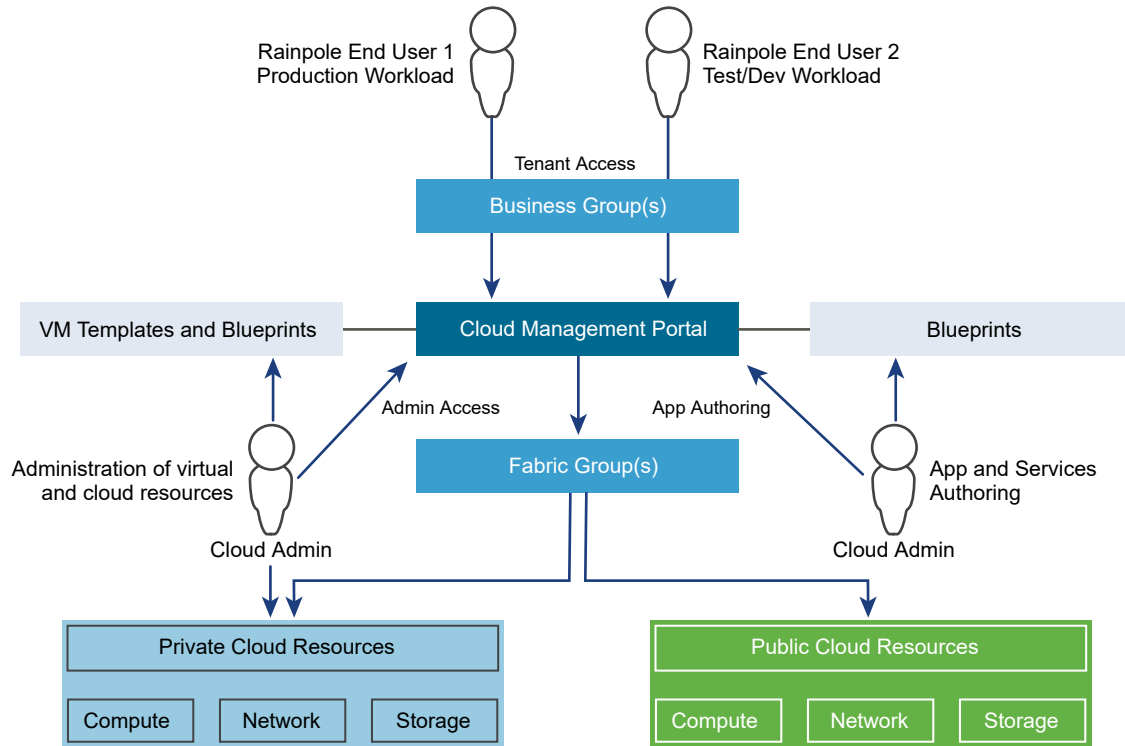 Rainpole End User 1
Production Workload
Rainpole End User 2
Test/Dev Workload
Tenant Access
Business Group(s)
VM Templates and Blueprints
Cloud Management Portal
Blueprints
Admin Access
App Authoring
Administration of virtual
and cloud resources
Fabric Group(s)
App and Services
Authoring
Cloud Admin
Cloud Admin
Private Cloud Resources
Public Cloud Resources
Compute
Network
Storage
Compute
Network
Storage